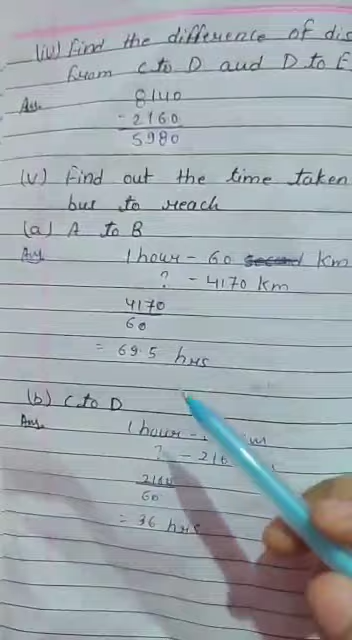 (iv) Find the difference of dis
from C to D and D to E
Ans. 8140
- 2160
5980
(v) Find out the time taken
bus to reach
(a) A to B
Ans 1 hour - 60 Km
? - 4170 km
4170
60
= 69.5 hrs
(b) C to D
Ans. 1 hour -
? - 216
2160
60
= 36 hrs